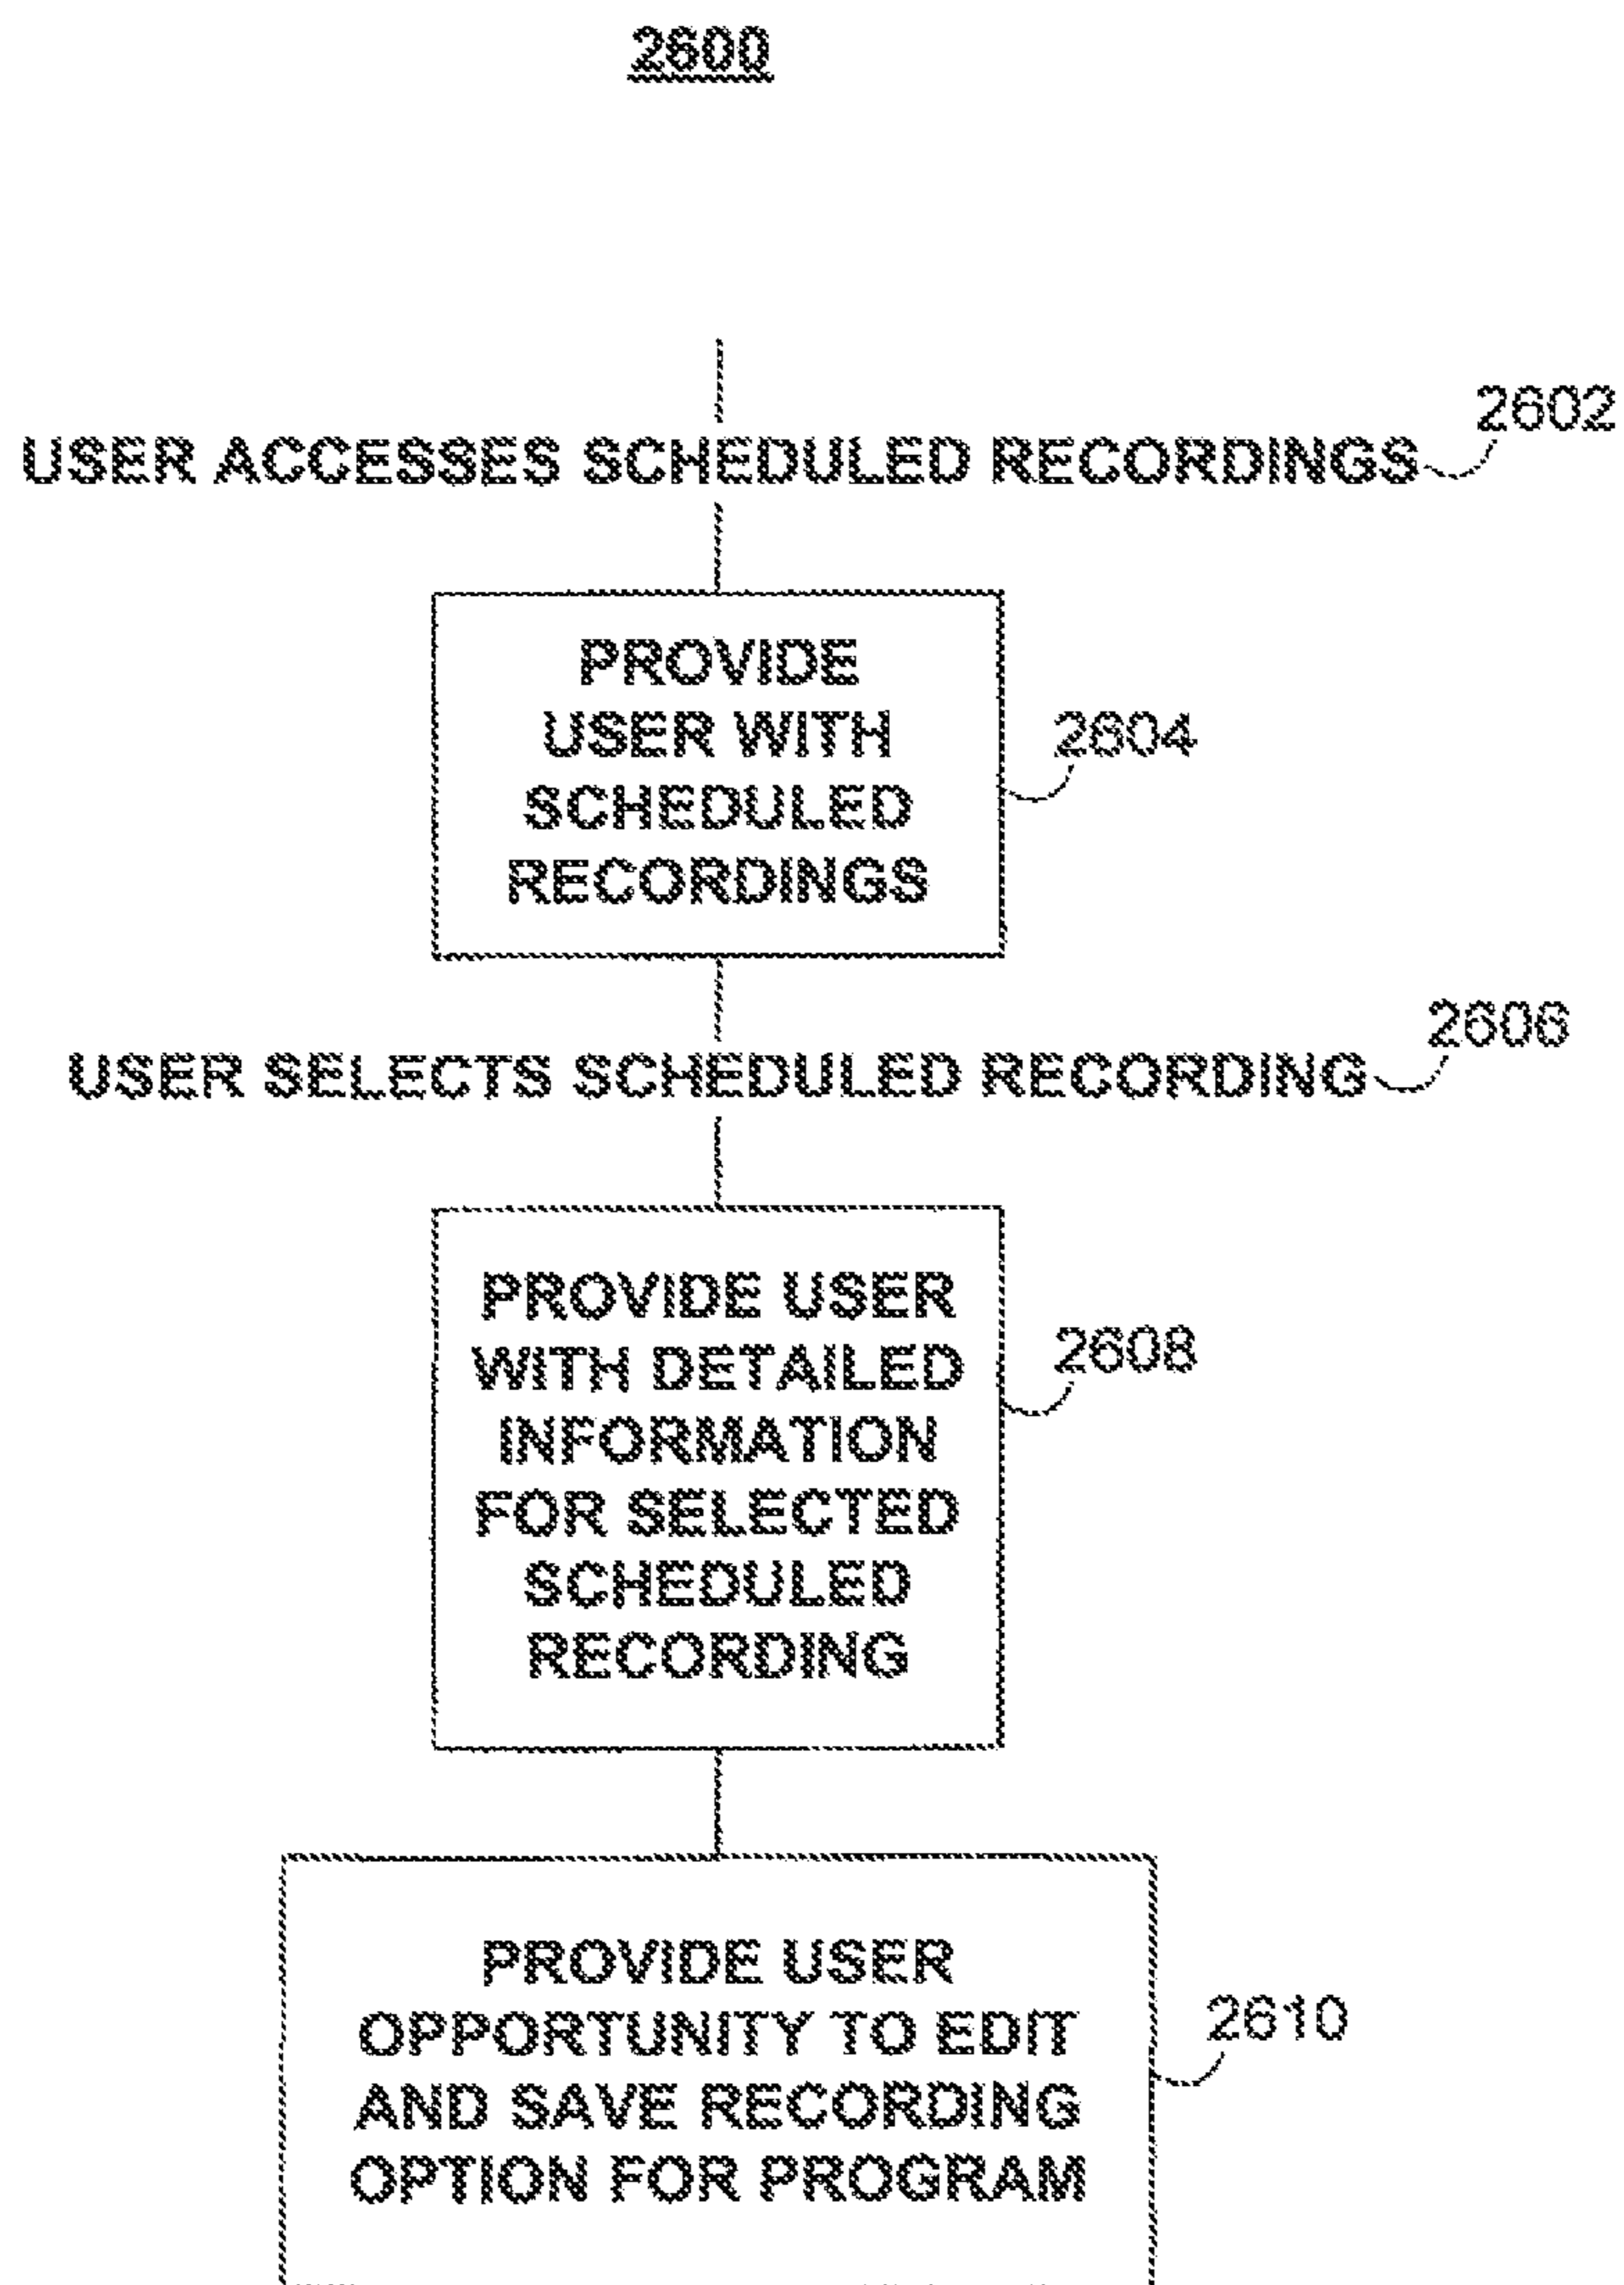 2600
2602
USER ACCESSES SCHEDULED RECORDINGS
PROVIDE
USER WITH
SCHEDULED
RECORDINGS
2604
2606
USER SELECTS SCHEDULED RECORDING
PROVIDE USER
WITH DETAILED
INFORMATION
FOR SELECTED
SCHEDULED
RECORDING
2608
PROVIDE USER
OPPORTUNITY TO EDIT
AND SAVE RECORDING
OPTION FOR PROGRAM
2610